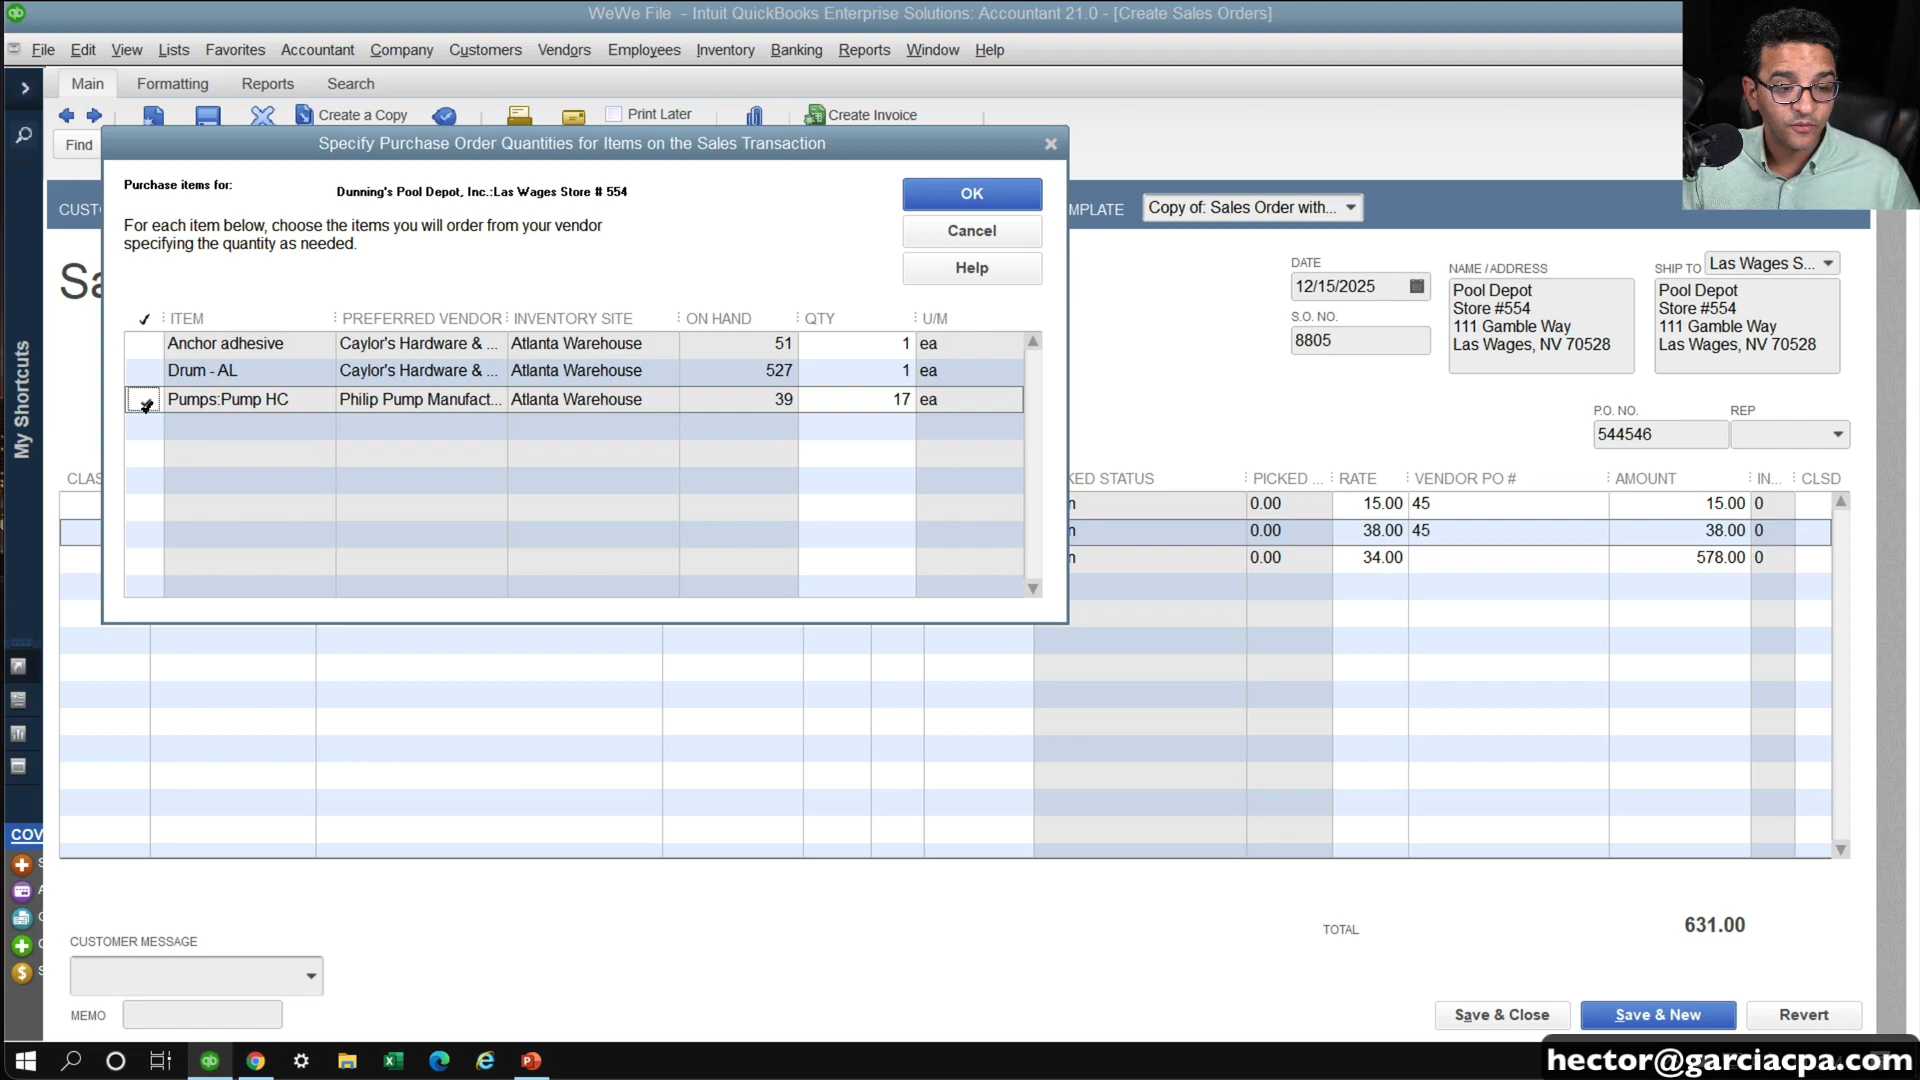 WeWe File - Intuit QuickBooks Enterprise Solutions: Accountant 21.0 - [Create Sales Orders]
File Edit View Lists Favorites Accountant Company Customers Vendors Employees Inventory Banking Reports Window Help
Main Formatting Reports Search
Create a Copy Print Later Create Invoice
Find
Specify Purchase Order Quantities for Items on the Sales Transaction
Purchase items for: Dunning's Pool Depot, Inc.:Las Wages Store # 554
For each item below, choose the items you will order from your vendor
specifying the quantity as needed.
OK
Cancel
Help
ITEM PREFERRED VENDOR INVENTORY SITE ON HAND QTY U/M
Anchor adhesive Caylor's Hardware & ... Atlanta Warehouse 51 1 ea
Drum - AL Caylor's Hardware & ... Atlanta Warehouse 527 1 ea
Pumps:Pump HC Philip Pump Manufact... Atlanta Warehouse 39 17 ea
CUST
MPLATE Copy of: Sales Order with...
Sa
DATE
12/15/2025
S.O. NO.
8805
NAME / ADDRESS
Pool Depot
Store #554
111 Gamble Way
Las Wages, NV 70528
SHIP TO Las Wages S...
Pool Depot
Store #554
111 Gamble Way
Las Wages, NV 70528
P.O. NO. REP
544546
CLAS KED STATUS PICKED ... RATE VENDOR PO # AMOUNT IN... CLSD
n 0.00 15.00 45 15.00 0
n 0.00 38.00 45 38.00 0
n 0.00 34.00 578.00 0
My Shortcuts
COV
S
A
C
C
S
TOTAL 631.00
CUSTOMER MESSAGE
MEMO
Save & Close Save & New Revert
hector@garciacpa.com